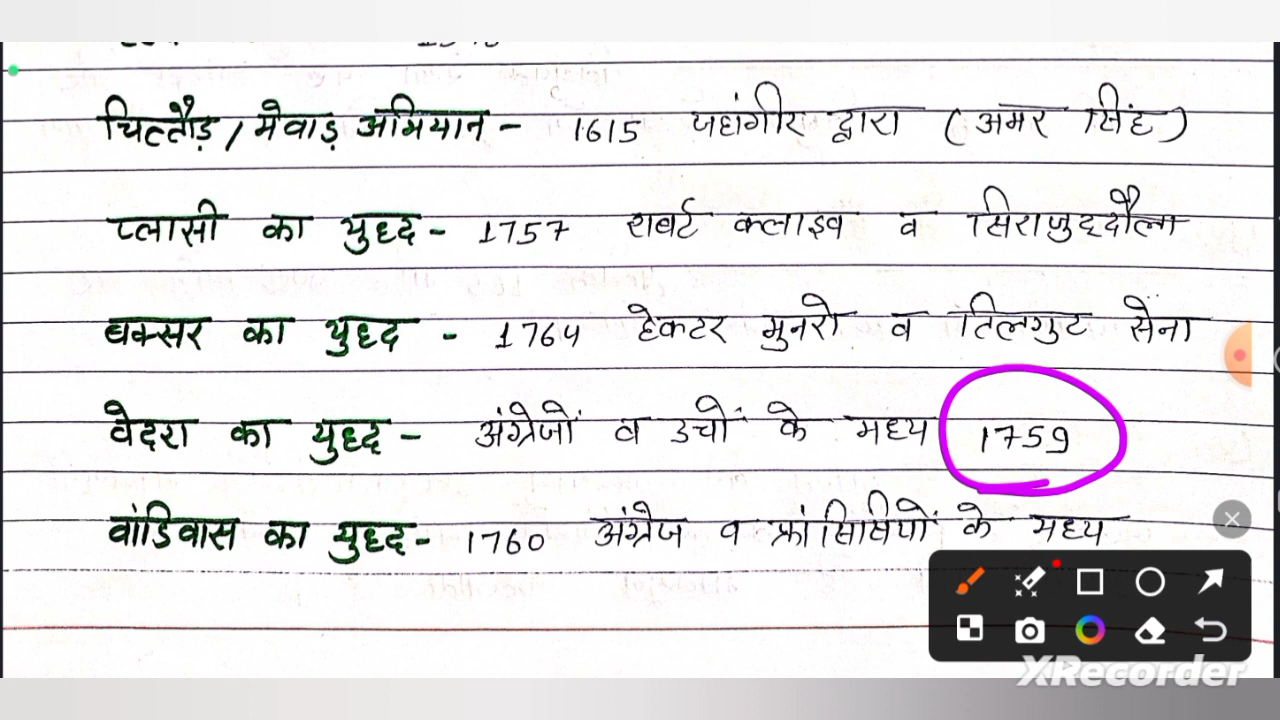 चित्तौड़ / मेवाड़ अभियान - 1615 जहांगीर द्वारा ( अमर सिंह )
प्लासी का युद्द - 1757 राबर्ट क्लाइव व सिराजुद्दौला
बक्सर का युद्द - 1764 हेक्टर मुनरो व तिलगुट सेना
वेदरा का युद्द - अंग्रेजों व डचों के मध्य 1759
वांडिवास का युद्द - 1760 अंग्रेज व फ्रांसिसियों के मध्य
XRecorder